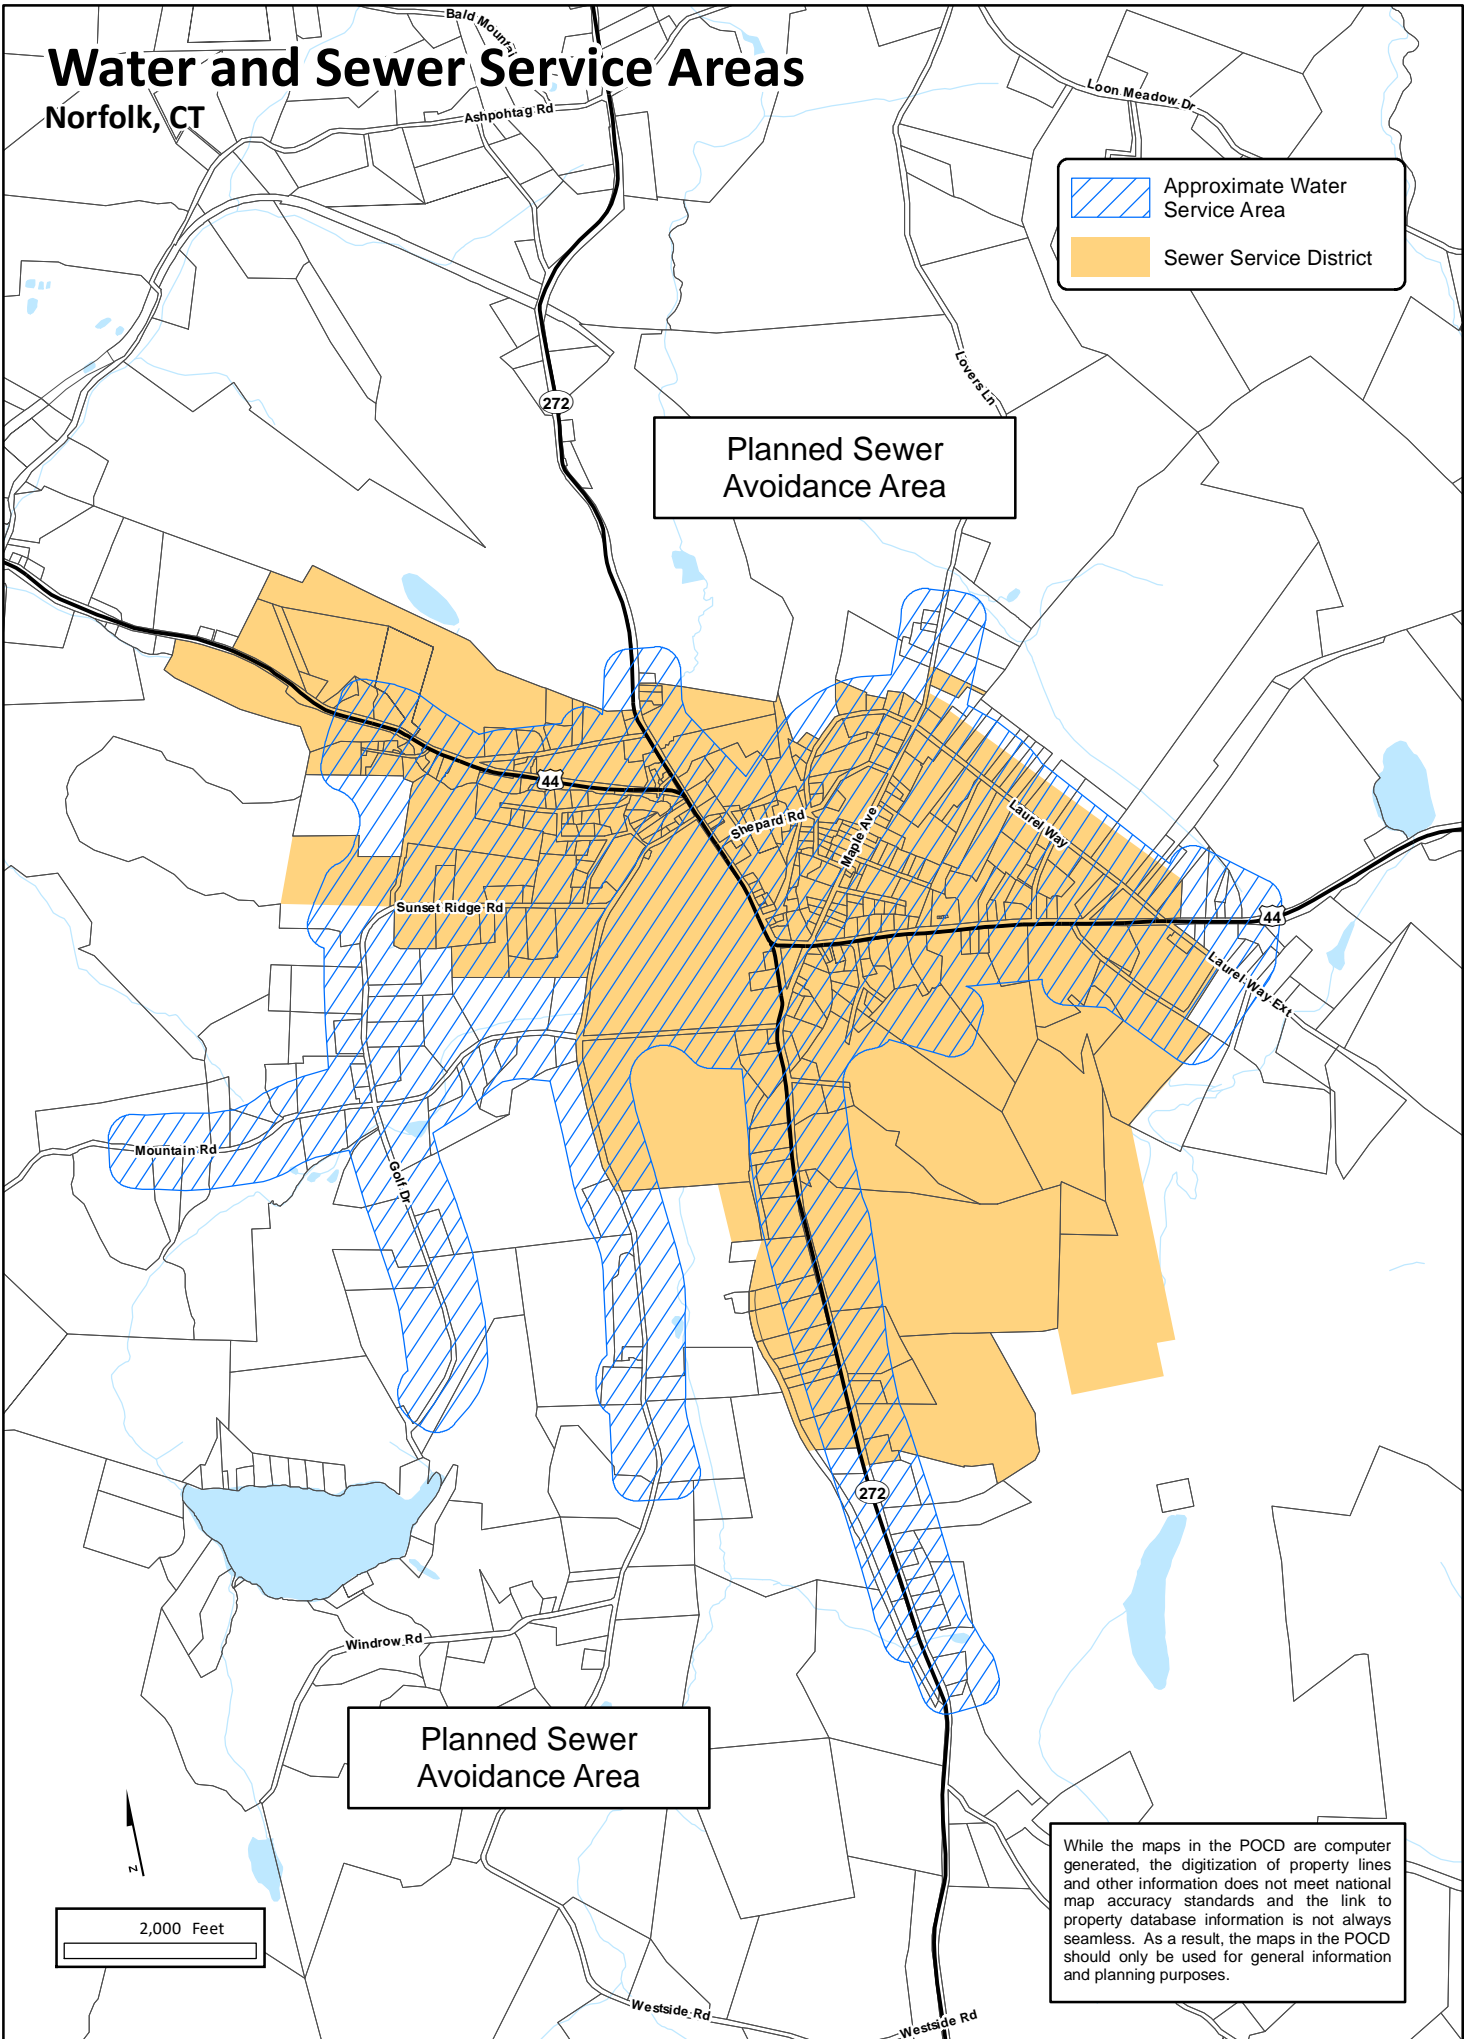 Bald Mountai
Water and Sewer Service Areas
Norfolk, CT
Ashpohtag Rd
Loon Meadow Dr
Approximate Water
Service Area
Sewer Service District
Lovers Ln
272
Planned Sewer
Avoidance Area
44
Shepard Rd
Maple Ave
Laurel Way
Sunset Ridge Rd
44
Laurel Way Ext
Mountain Rd
Golf Dr
272
Windrow Rd
Planned Sewer
Avoidance Area
z
2,000 Feet
While the maps in the POCD are computer
generated, the digitization of property lines
and other information does not meet national
map accuracy standards and the link to
property database information is not always
seamless. As a result, the maps in the POCD
should only be used for general information
and planning purposes.
Westside Rd
Westside Rd